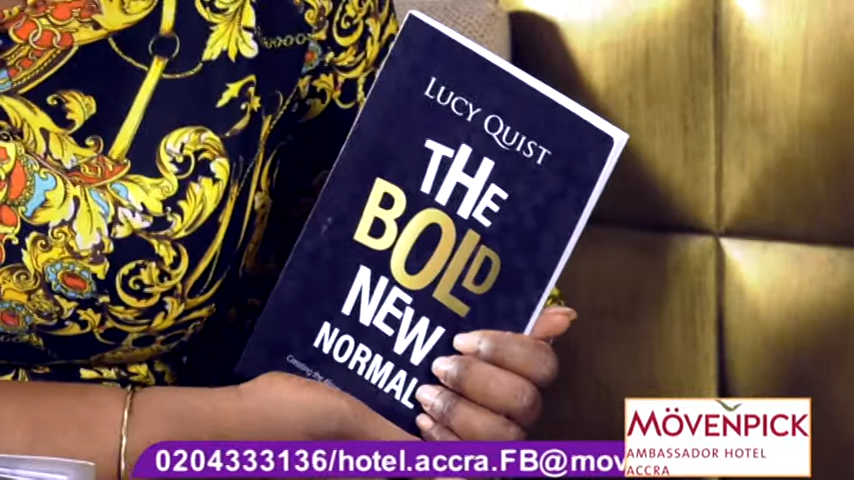 LUCY QUIST
THE
BOLD
NEW
NORMAL
0204333136/hotel.accra.FB@mov
MÖVENPICK
AMBASSADOR HOTEL
ACCRA